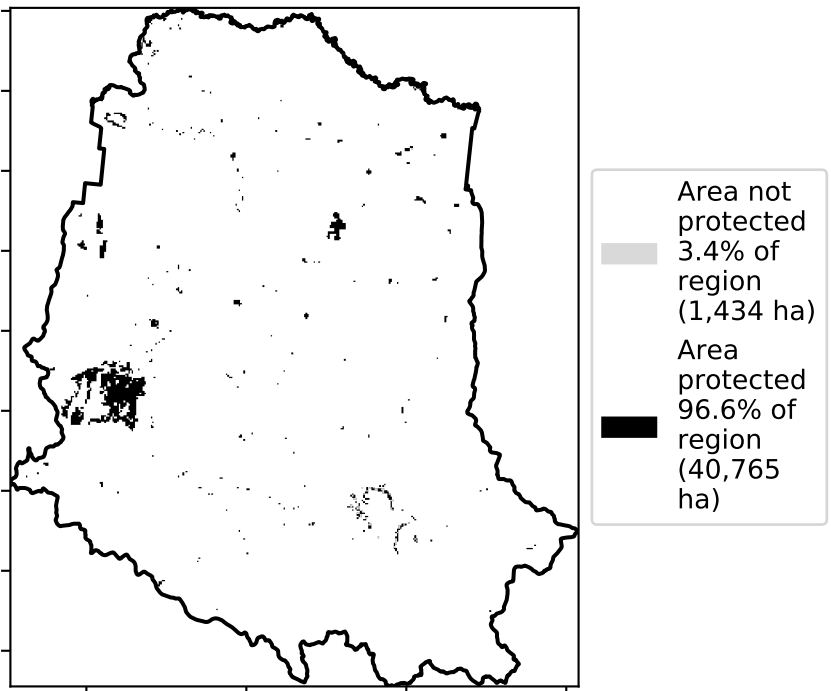 Area not
protected
3.4% of
region
(1,434 ha)
Area
protected
96.6% of
region
(40,765
ha)